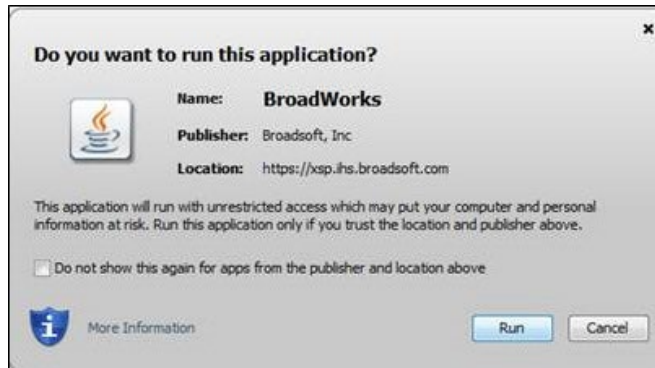 Do you want to run this application?
Name: BroadWorks
Publisher: Broadsoft, Inc
Location: https://xsp.ihs.broadsoft.com
This application will run with unrestricted access which may put your computer and personal
information at risk. Run this application only if you trust the location and publisher above.
Do not show this again for apps from the publisher and location above
More Information
Run
Cancel